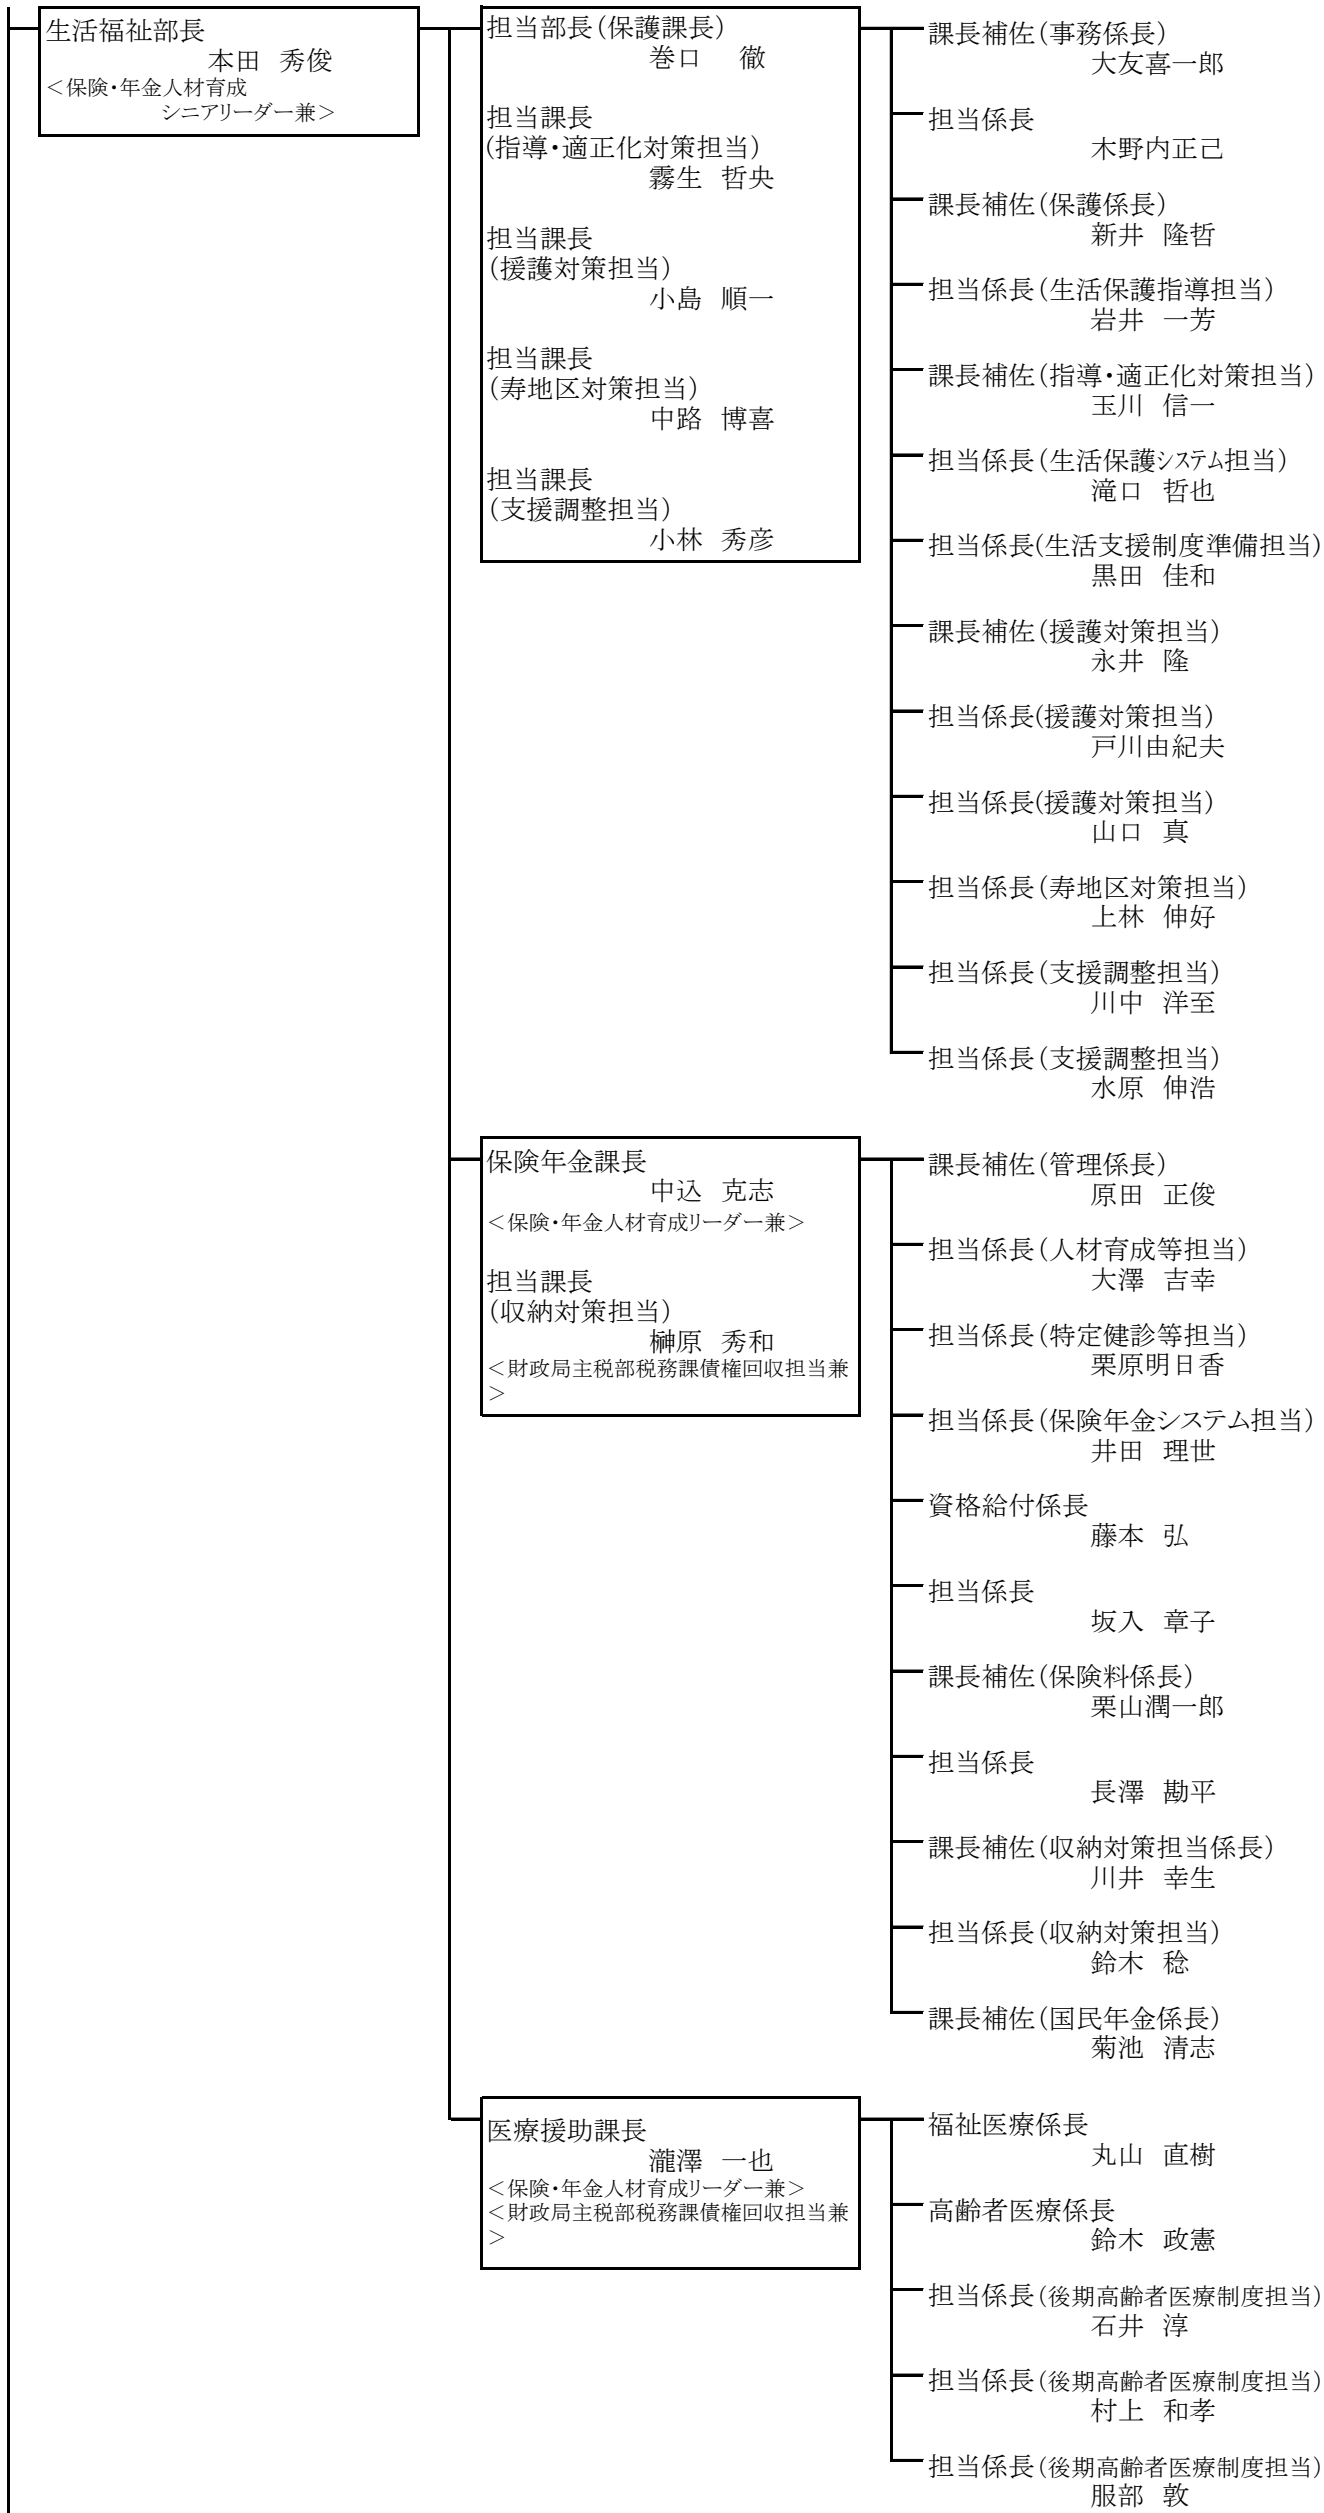 生活福祉部長
本田　秀俊
＜保険・年金人材育成
シニアリーダー兼＞
担当部長(保護課長)
巻口　徹
担当課長
(指導・適正化対策担当)
霧生　哲央
担当課長
(援護対策担当)
小島　順一
担当課長
(寿地区対策担当)
中路　博喜
担当課長
(支援調整担当)
小林　秀彦
課長補佐(事務係長)
大友喜一郎
担当係長
木野内正己
課長補佐(保護係長)
新井　隆哲
担当係長(生活保護指導担当)
岩井　一芳
課長補佐(指導・適正化対策担当)
玉川　信一
担当係長(生活保護システム担当)
滝口　哲也
担当係長(生活支援制度準備担当)
黒田　佳和
課長補佐(援護対策担当)
永井　隆
担当係長(援護対策担当)
戸川由紀夫
担当係長(援護対策担当)
山口　真
担当係長(寿地区対策担当)
上林　伸好
担当係長(支援調整担当)
川中　洋至
担当係長(支援調整担当)
水原　伸浩
保険年金課長
中込　克志
＜保険・年金人材育成リーダー兼＞
担当課長
(収納対策担当)
榊原　秀和
＜財政局主税部税務課債権回収担当兼
＞
課長補佐(管理係長)
原田　正俊
担当係長(人材育成等担当)
大澤　吉幸
担当係長(特定健診等担当)
栗原明日香
担当係長(保険年金システム担当)
井田　理世
資格給付係長
藤本　弘
担当係長
坂入　章子
課長補佐(保険料係長)
栗山潤一郎
担当係長
長澤　勘平
課長補佐(収納対策担当係長)
川井　幸生
担当係長(収納対策担当)
鈴木　稔
課長補佐(国民年金係長)
菊池　清志
医療援助課長
瀧澤　一也
＜保険・年金人材育成リーダー兼＞
＜財政局主税部税務課債権回収担当兼
＞
福祉医療係長
丸山　直樹
高齢者医療係長
鈴木　政憲
担当係長(後期高齢者医療制度担当)
石井　淳
担当係長(後期高齢者医療制度担当)
村上　和孝
担当係長(後期高齢者医療制度担当)
服部　敦